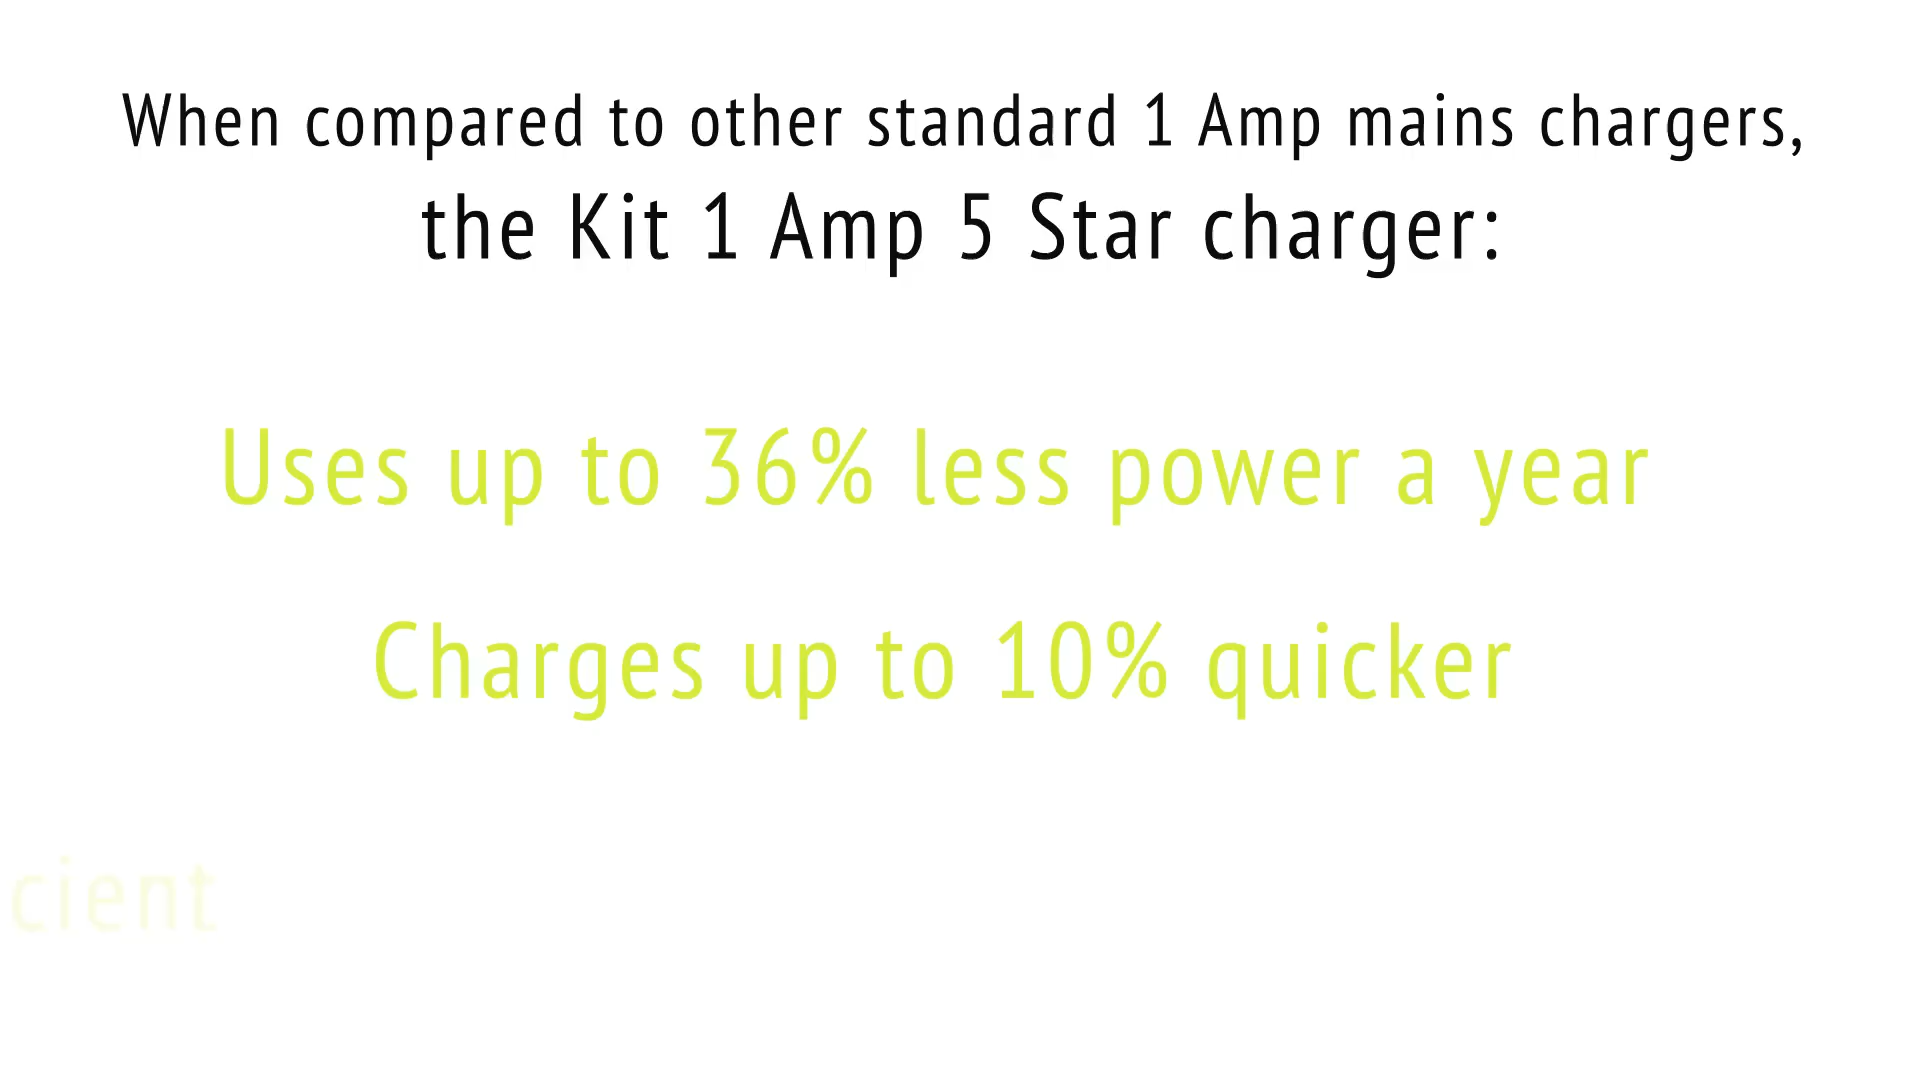 When compared to other standard 1 Amp mains chargers,
the Kit 1 Amp 5 Star charger:
Uses up to 36% less power a year
Charges up to 10% quicker
cient